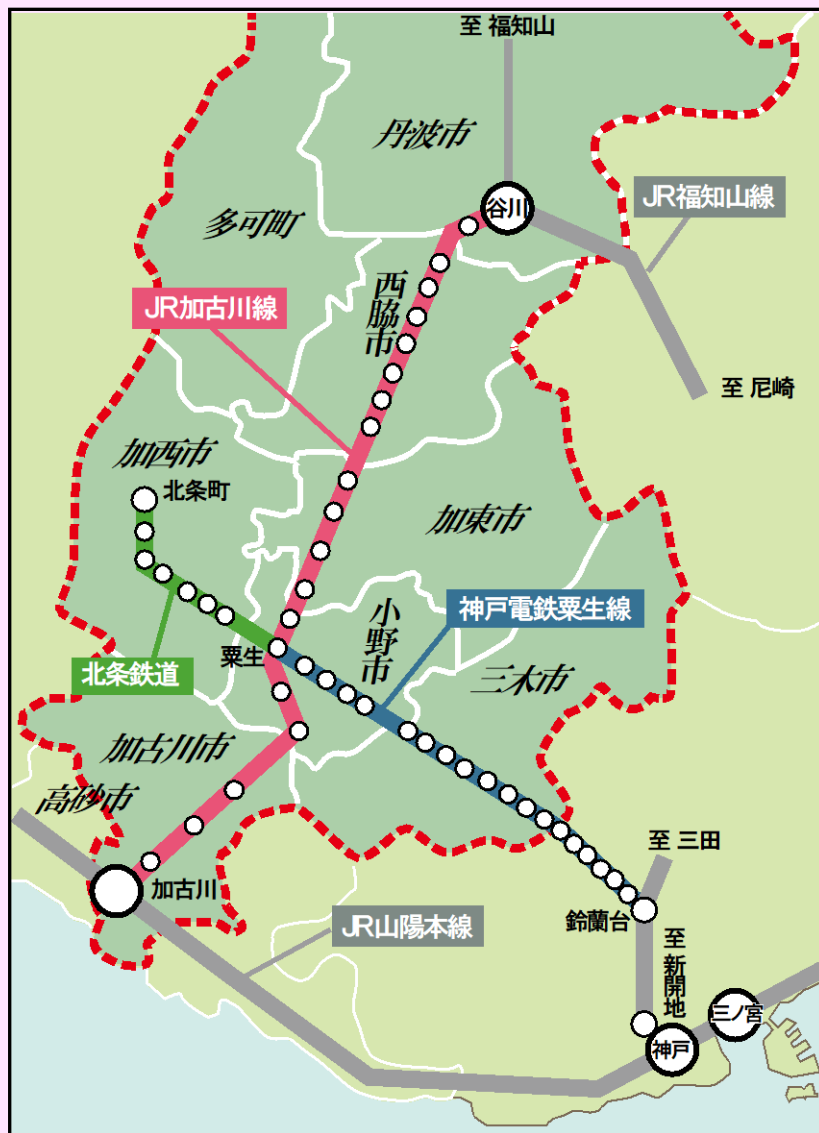 至 福知山
丹波市
谷川
JR福知山線
多可町
JR加古川線
西脇市
至 尼崎
加西市
北条町
加東市
神戸電鉄粟生線
小野市
粟生
北条鉄道
三木市
加古川市
高砂市
至 三田
加古川
鈴蘭台
JR山陽本線
至 新開地
三ノ宮
神戸